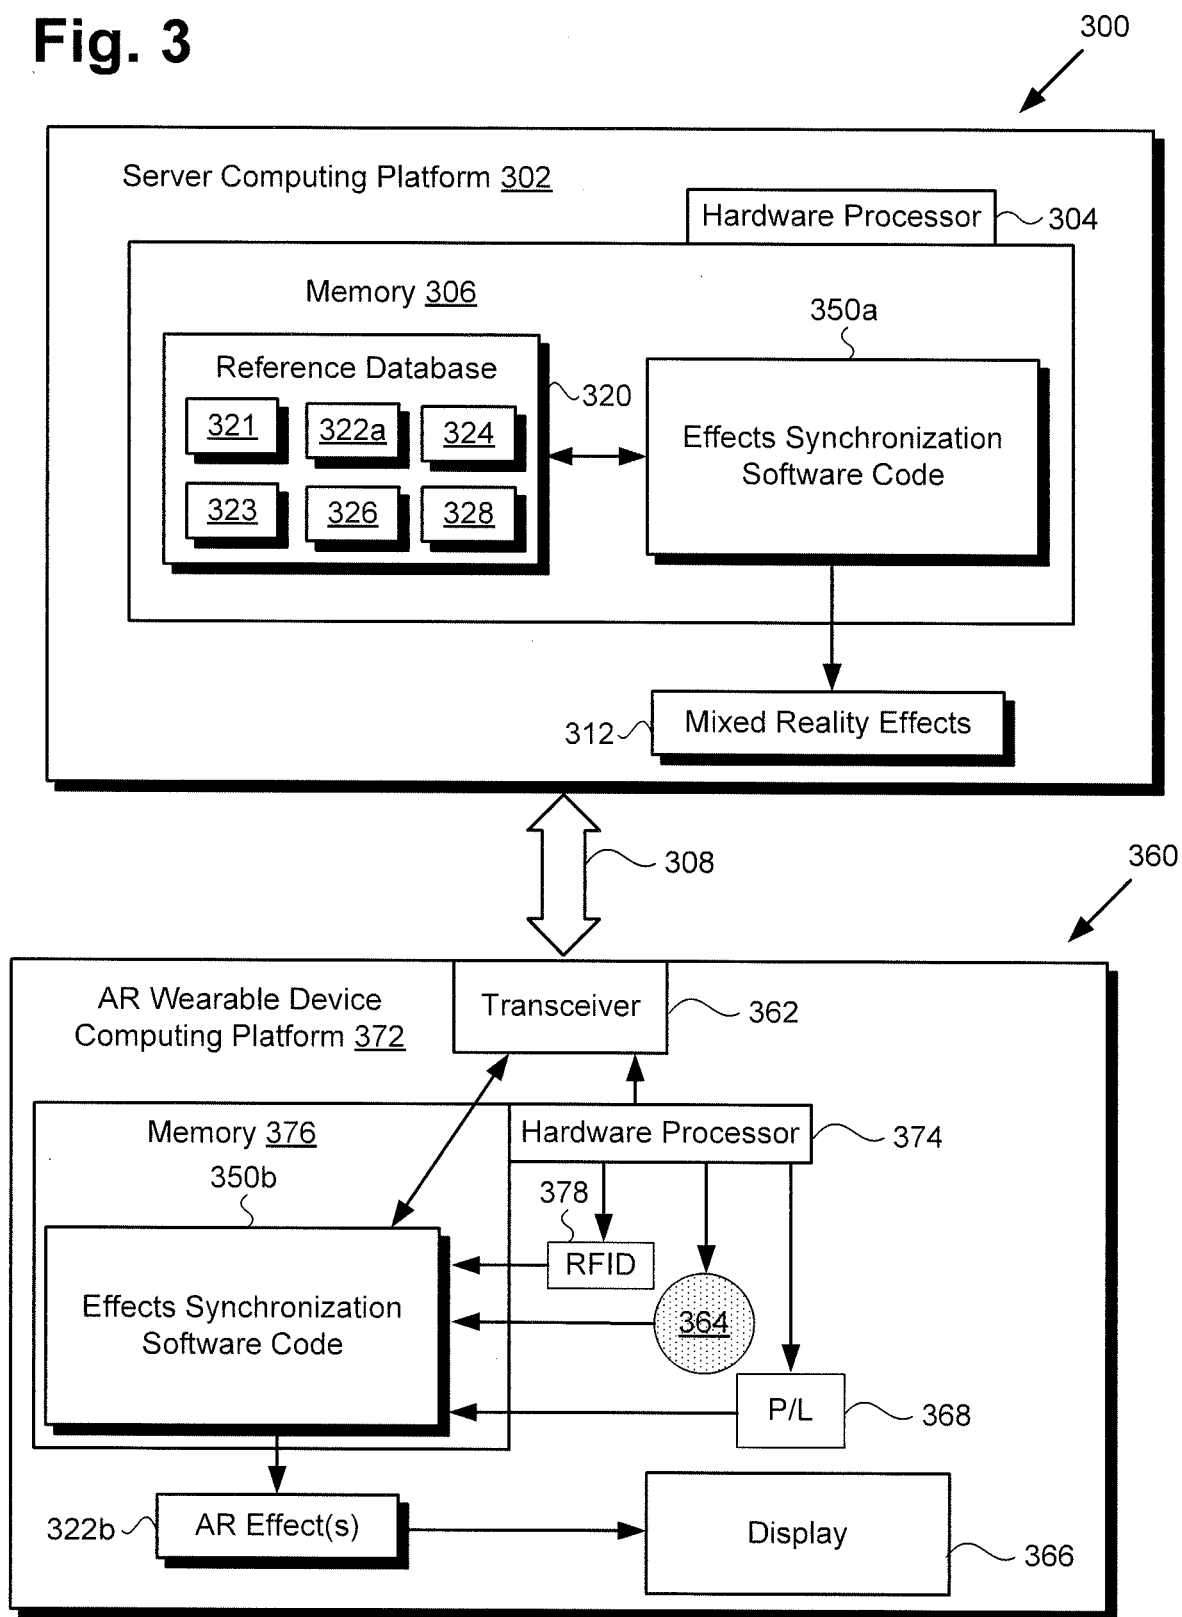 Fig. 3
300
Server Computing Platform 302
Hardware Processor
304
Memory 306
350a
Reference Database
320
321
322a
324
323
326
328
Effects Synchronization
Software Code
312
Mixed Reality Effects
308
360
AR Wearable Device
Computing Platform 372
Transceiver
362
Memory 376
Hardware Processor
374
350b
378
RFID
Effects Synchronization
Software Code
364
P/L
368
322b
AR Effect(s)
Display
366